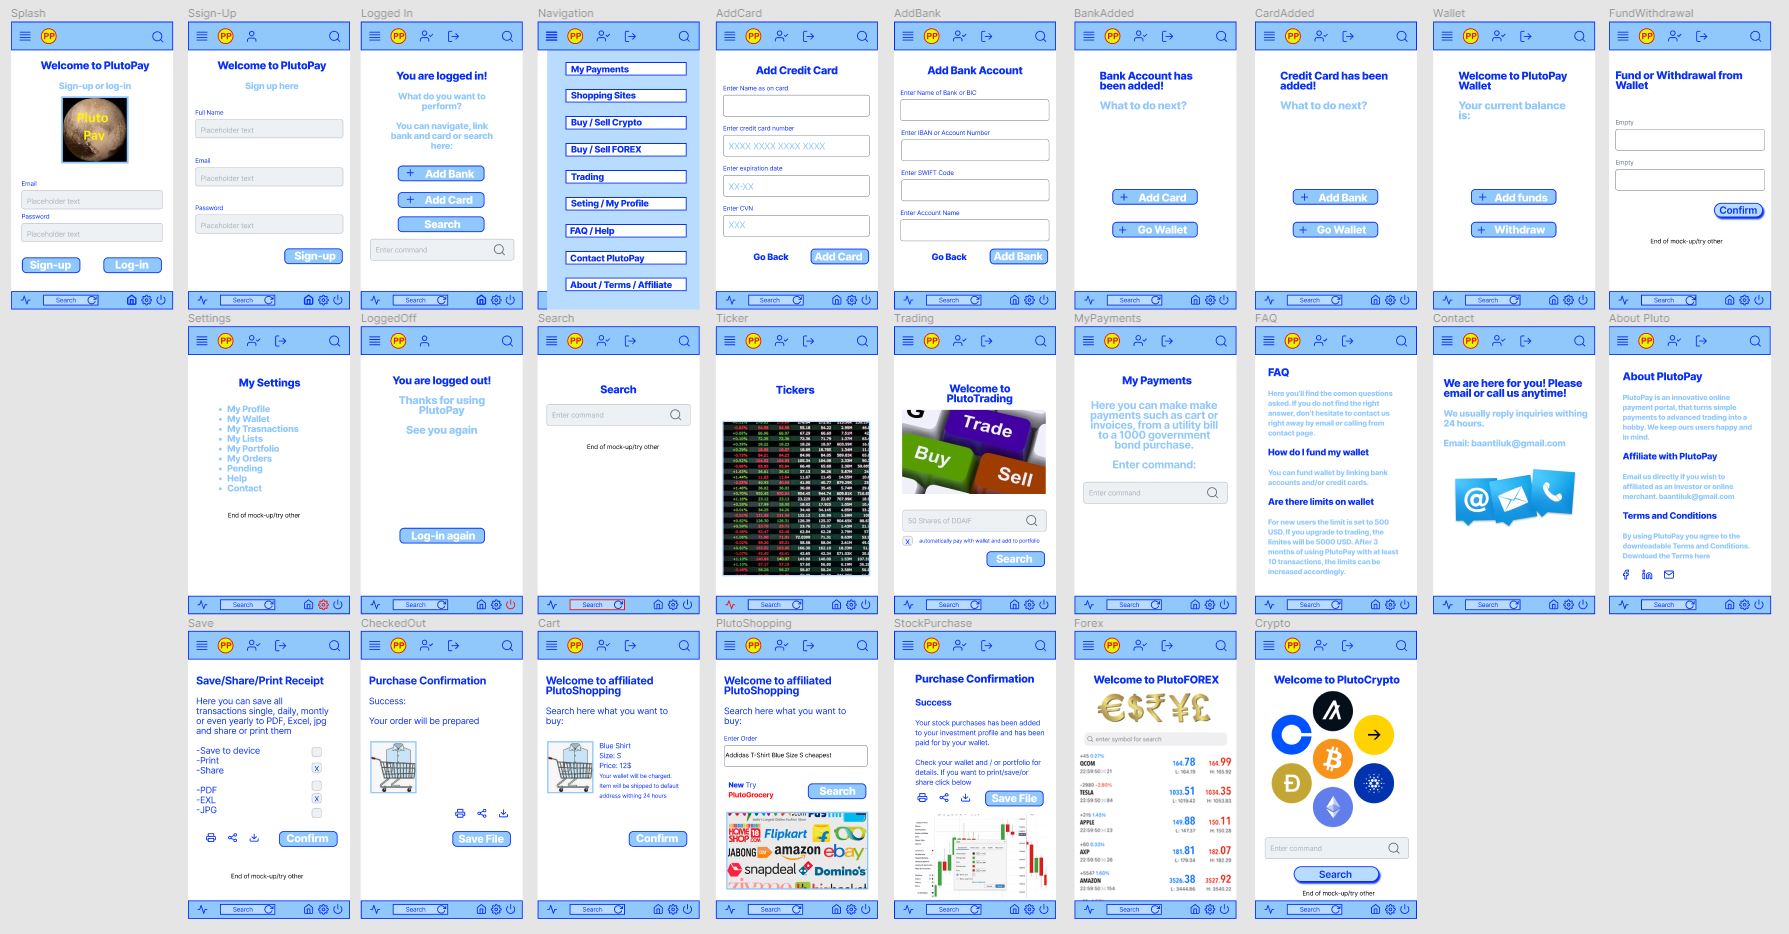 Splash
PP
Welcome to PlutoPay
Sign-up or log-in
Pluto
Pay
Email
Placeholder text
Password
Placeholder text
Sign-up
Log-in
Search
Ssign-Up
PP
Welcome to PlutoPay
Sign up here
Full Name
Placeholder text
Email
Placeholder text
Password
Placeholder text
Sign-up
Search
Logged In
PP
You are logged in!
What do you want to
perform?
You can navigate, link
bank and card or search
here:
+ Add Bank
+ Add Card
Search
Enter command
Search
Navigation
PP
My Payments
Shopping Sites
Buy / Sell Crypto
Buy / Sell FOREX
Trading
Seting / My Profile
FAQ / Help
Contact PlutoPay
About / Terms / Affiliate
AddCard
PP
Add Credit Card
Enter Name as on card
Enter credit card number
XXXX XXXX XXXX XXXX
Enter expiration date
XX-XX
Enter CVN
XXX
Go Back
Add Card
Search
AddBank
PP
Add Bank Account
Enter Name of Bank or BIC
Enter IBAN or Account Number
Enter SWIFT Code
Enter Account Name
Go Back
Add Bank
Search
BankAdded
PP
Bank Account has
been added!
What to do next?
+ Add Card
+ Go Wallet
Search
CardAdded
PP
Credit Card has been
added!
What to do next?
+ Add Bank
+ Go Wallet
Search
Wallet
PP
Welcome to PlutoPay
Wallet
Your current balance
is:
+ Add funds
+ Withdraw
Search
FundWithdrawal
PP
Fund or Withdrawal from
Wallet
Empty
Empty
Confirm
End of mock-up/try other
Search
Settings
PP
My Settings
• My Profile
• My Wallet
• My Trasnactions
• My Lists
• My Portfolio
• My Orders
• Pending
• Help
• Contact
End of mock-up/try other
Search
LoggedOff
PP
You are logged out!
Thanks for using
PlutoPay
See you again
Log-in again
Search
Search
PP
Search
Enter command
End of mock-up/try other
Search
Ticker
PP
Tickers
Search
Trading
PP
Welcome to
PlutoTrading
Trade
Buy
Sell
50 Shares of DDAIF
X automatically pay with wallet and add to portfolio
Search
Search
MyPayments
PP
My Payments
Here you can make make
payments such as cart or
invoices, from a utility bill
to a 1000 government
bond purchase.
Enter command:
Enter command
Search
FAQ
PP
FAQ
Here you'll find the comon questions
asked. If you do not find the right
answer, don't hesitate to contact us
right away by email or calling from
contact page.
How do I fund my wallet
You can fund wallet by linking bank
accounts and/or credit cards.
Are there limits on wallet
For new users the limit is set to 500
USD. If you upgrade to trading, the
limites will be 5000 USD. After 3
months of using PlutoPay with at least
10 transactions, the limits can be
increased accordingly.
Search
Contact
PP
We are here for you! Please
email or call us anytime!
We usually reply inquiries withing
24 hours.
Email: baantiluk@gmail.com
@
Search
About Pluto
PP
About PlutoPay
PlutoPay is an innovative online
payment portal, that turns simple
payments to advanced trading into a
hobby. We keep ours users happy and
in mind.
Affiliate with PlutoPay
Email us directly if you wish to
affiliated as an investor or online
merchant. baantiluk@gmail.com
Terms and Conditions
By using PlutoPay you agree to the
downloadable Terms and Conditions.
Download the Terms here
Search
Save
PP
Save/Share/Print Receipt
Here you can save all
transactions single, daily, montly
or even yearly to PDF, Excel, jpg
and share or print them
-Save to device
-Print
-Share X
-PDF
-EXL X
-JPG
Confirm
End of mock-up/try other
Search
CheckedOut
PP
Purchase Confirmation
Success:
Your order will be prepared
Save File
Search
Cart
PP
Welcome to affiliated
PlutoShopping
Search here what you want to
buy:
Blue Shirt
Size: S
Price: 12$
Your wallet will be charged.
Item will be shipped to default
address withing 24 hours
Confirm
Search
PlutoShopping
PP
Welcome to affiliated
PlutoShopping
Search here what you want to
buy:
Enter Order
Addidas T-Shirt Blue Size S cheapest
New Try
PlutoGrocery
Search
HOME
SHOP
Flipkart
JABONG
amazon
ebay
snapdeal
Domino's
Search
StockPurchase
PP
Purchase Confirmation
Success
Your stock purchases has been added
to your investment profile and has been
paid for by your wallet.
Check your wallet and / or portfolio for
details. If you want to print/save/or
share click below
Save File
Search
Forex
PP
Welcome to PlutoFOREX
€$₹¥£
enter symbol for search
+45 0.27%
QCOM 164.78 164.99
TESLA 1033.51 1034.35
APPLE 149.88 150.11
AXP 181.81 182.07
AMAZON 3526.38 3527.92
Search
Crypto
PP
Welcome to PlutoCrypto
Enter command
Search
End of mock-up/try other
Search